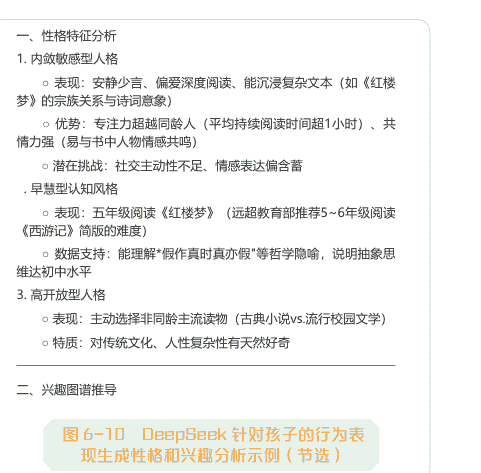 一、性格特征分析
1. 内敛敏感型人格
○ 表现：安静少言、偏爱深度阅读、能沉浸复杂文本（如《红楼
梦》的宗族关系与诗词意象）
○ 优势：专注力超越同龄人（平均持续阅读时间超1小时）、共
情力强（易与书中人物情感共鸣）
○ 潜在挑战：社交主动性不足、情感表达偏含蓄
. 早慧型认知风格
○ 表现：五年级阅读《红楼梦》（远超教育部推荐5~6年级阅读
《西游记》简版的难度）
○ 数据支持：能理解*假作真时真亦假"等哲学隐喻，说明抽象思
维达初中水平
3. 高开放型人格
○ 表现：主动选择非同龄主流读物（古典小说vs.流行校园文学）
○ 特质：对传统文化、人性复杂性有天然好奇
二、兴趣图谱推导
图 6-10 DeepSeek 针对孩子的行为表
现生成性格和兴趣分析示例（节选）